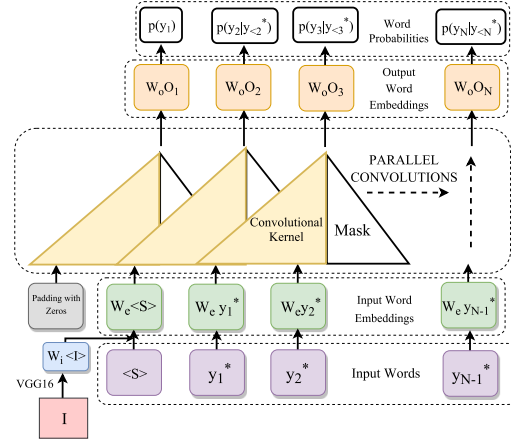 p(y₁) p(y₂|y<₂*) p(y₃|y<₃*) Word Probabilities p(yN|y<N*)
WₒO₁ WₒO₂ WₒO₃ Output Word Embeddings WₒON
PARALLEL CONVOLUTIONS
Convolutional Kernel
Mask
Padding with Zeros
Wₑ<S> Wₑ y₁* Wₑy₂* Input Word Embeddings Wₑ yN-1*
Wᵢ <I>
<S> y₁* y₂* Input Words yN-1*
VGG16
I